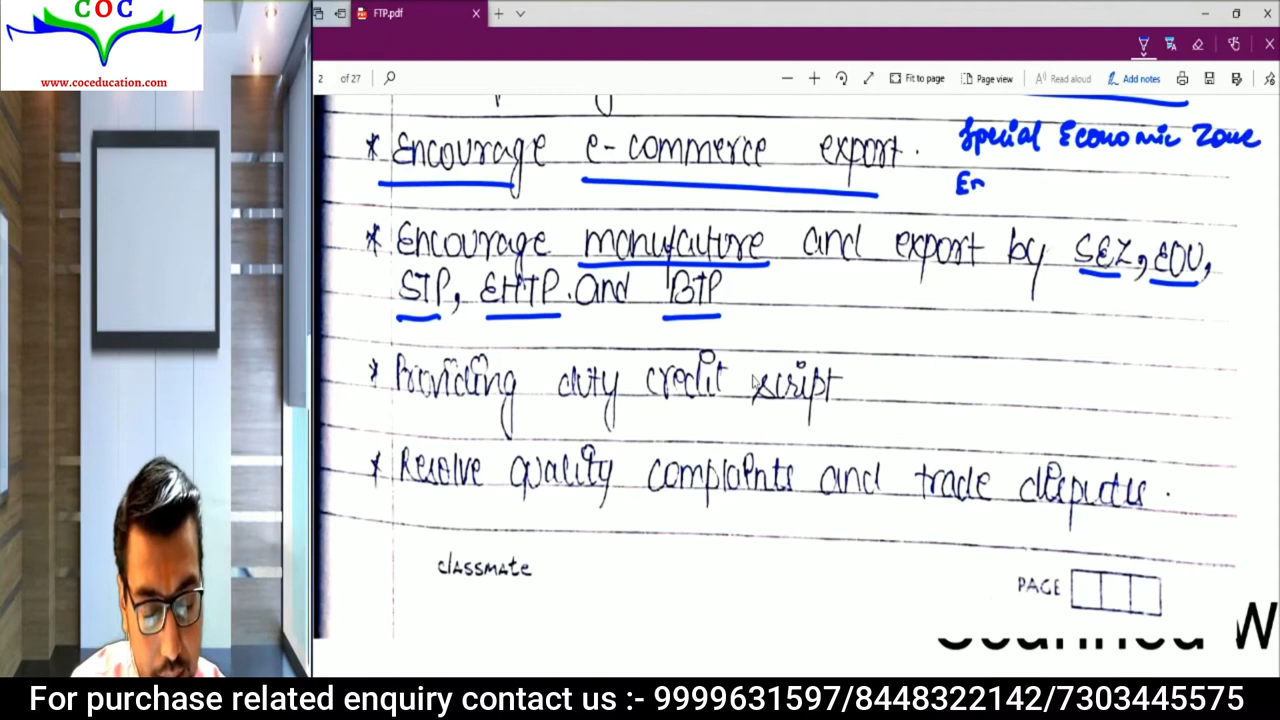 COC
www.coceducation.com
FTP.pdf
2 of 27
Fit to page
Page view
Read aloud
Add notes
* Encourage e-commerce export.
Special Economic Zone
En
* Encourage manufauture and export by SEZ, EOU,
STP, EHTP. and BTP
* Providing duty credit script
* Resolve quality complaints and trade disputes.
classmate
PAGE
For purchase related enquiry contact us :- 9999631597/8448322142/7303445575